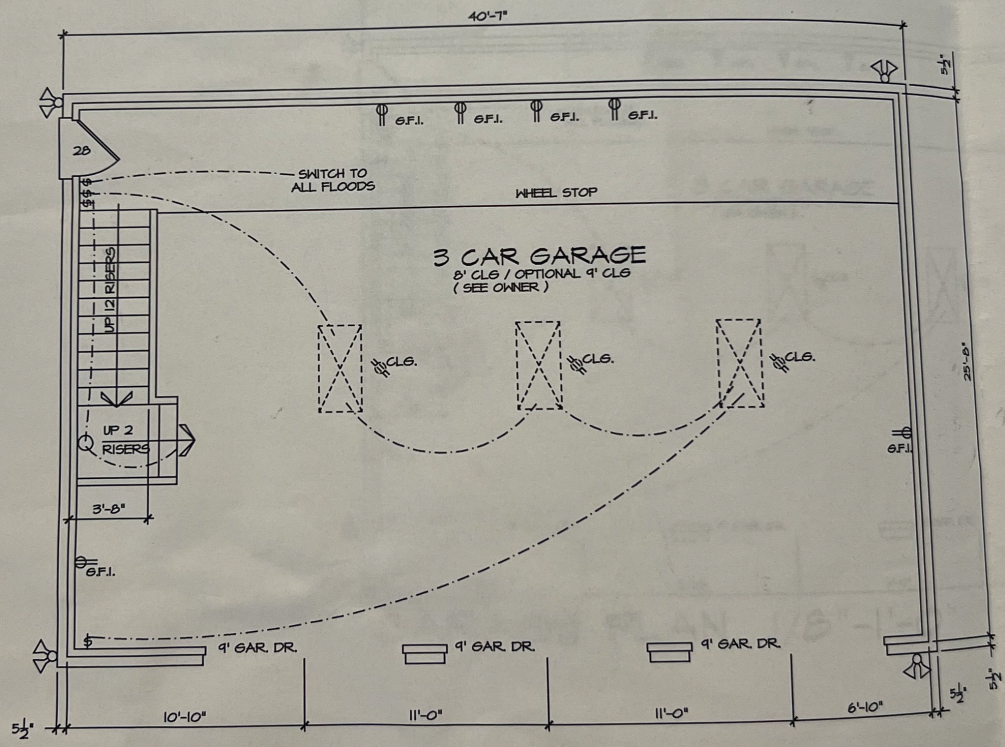 40'-7"
5½"
G.F.I.
G.F.I.
G.F.I.
G.F.I.
28
SWITCH TO
ALL FLOODS
WHEEL STOP
$
$$
$$
3 CAR GARAGE
8' CLG / OPTIONAL 9' CLG
( SEE OWNER )
UP 12 RISERS
CLG.
CLG.
CLG.
25'-8"
UP 2
RISERS
G.F.I.
3'-8"
G.F.I.
$
9' GAR. DR.
9' GAR. DR.
9' GAR. DR.
5½"
5½"
10'-10"
11'-0"
11'-0"
6'-10"
5½"